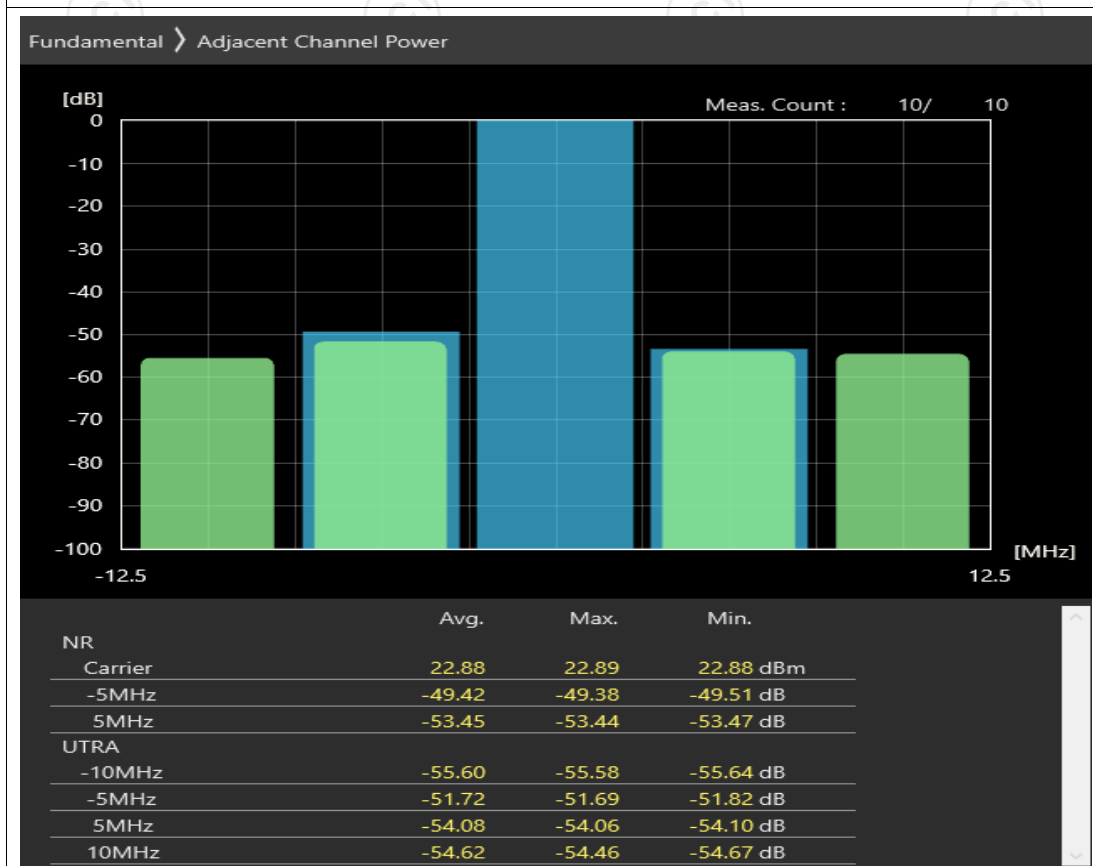 Fundamental 〉 Adjacent Channel Power
[dB]
Meas. Count : 10/ 10
0
-10
-20
-30
-40
-50
-60
-70
-80
-90
-100
[MHz]
-12.5 12.5
Avg. Max. Min.
NR
Carrier 22.88 22.89 22.88 dBm
-5MHz -49.42 -49.38 -49.51 dB
5MHz -53.45 -53.44 -53.47 dB
UTRA
-10MHz -55.60 -55.58 -55.64 dB
-5MHz -51.72 -51.69 -51.82 dB
5MHz -54.08 -54.06 -54.10 dB
10MHz -54.62 -54.46 -54.67 dB